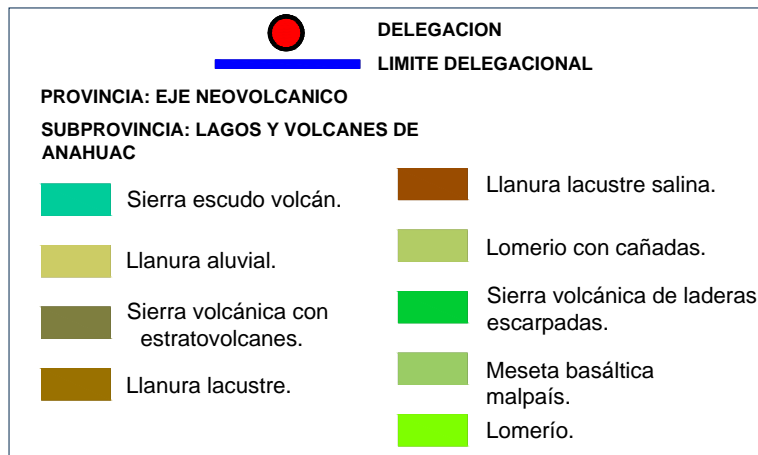 DELEGACION
LIMITE DELEGACIONAL
PROVINCIA: EJE NEOVOLCANICO
SUBPROVINCIA: LAGOS Y VOLCANES DE
ANAHUAC
Sierra escudo volcán.
Llanura aluvial.
Sierra volcánica con
estratovolcanes.
Llanura lacustre.
Llanura lacustre salina.
Lomerio con cañadas.
Sierra volcánica de laderas
escarpadas.
Meseta basáltica
malpaís.
Lomerío.